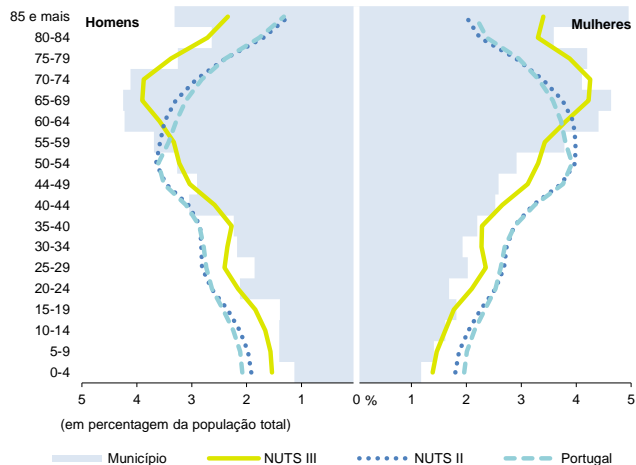 85 e mais
Homens
Mulheres
80-84
75-79
70-74
65-69
60-64
55-59
50-54
44-49
40-44
35-40
30-34
25-29
20-24
15-19
10-14
5-9
0-4
5 4 3 2 1 0 % 1 2 3 4 5
(em percentagem da população total)
Município NUTS III NUTS II Portugal